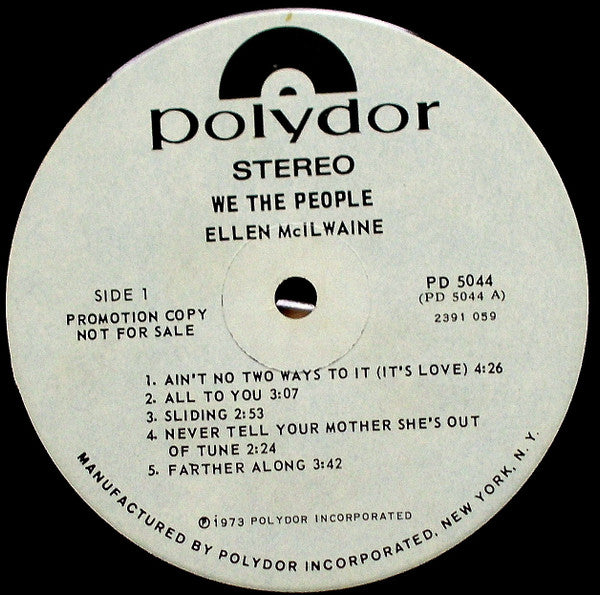 polydor
STEREO
WE THE PEOPLE
ELLEN McILWAINE
SIDE 1
PROMOTION COPY
NOT FOR SALE
PD 5044
(PD 5044 A)
2391 059
1. AIN'T NO TWO WAYS TO IT (IT'S LOVE) 4:26
2. ALL TO YOU 3:07
3. SLIDING 2:53
4. NEVER TELL YOUR MOTHER SHE'S OUT
OF TUNE 2:24
5. FARTHER ALONG 3:42
℗ 1973 POLYDOR INCORPORATED
MANUFACTURED BY POLYDOR INCORPORATED, NEW YORK, N. Y.